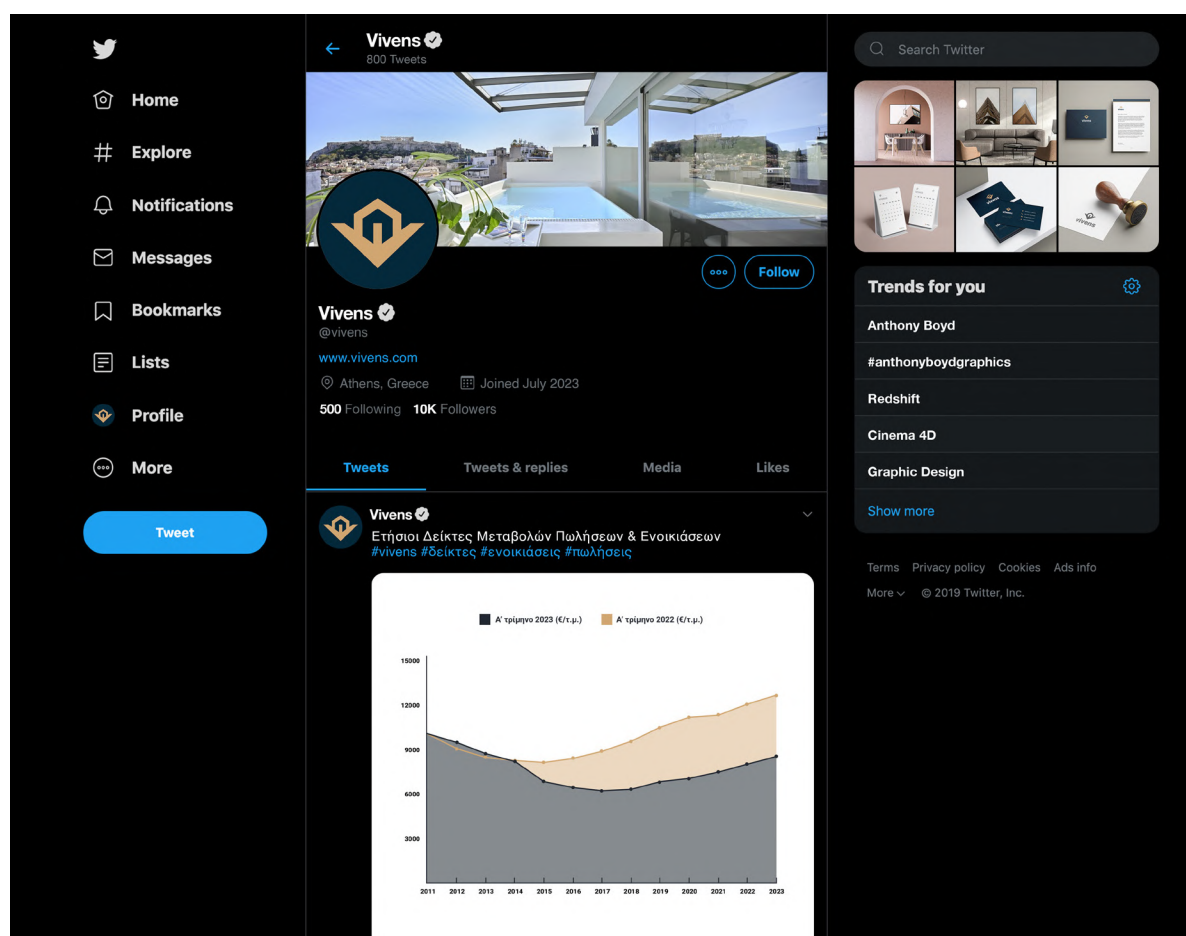 Home
Explore
Notifications
Messages
Bookmarks
Lists
Profile
More
Tweet
Vivens
800 Tweets
Follow
Vivens
@vivens
www.vivens.com
Athens, Greece Joined July 2023
500 Following 10K Followers
Tweets Tweets & replies Media Likes
Vivens
Ετήσιοι Δείκτες Μεταβολών Πωλήσεων & Ενοικιάσεων
#vivens #δείκτες #ενοικιάσεις #πωλήσεις
Α' τρίμηνο 2023 (€/τ.μ.) Α' τρίμηνο 2022 (€/τ.μ.)
15000
12000
9000
6000
3000
2011 2012 2013 2014 2015 2016 2017 2018 2019 2020 2021 2022 2023
Search Twitter
vivens
vivens
vivens
Trends for you
Anthony Boyd
#anthonyboydgraphics
Redshift
Cinema 4D
Graphic Design
Show more
Terms Privacy policy Cookies Ads info
More © 2019 Twitter, Inc.